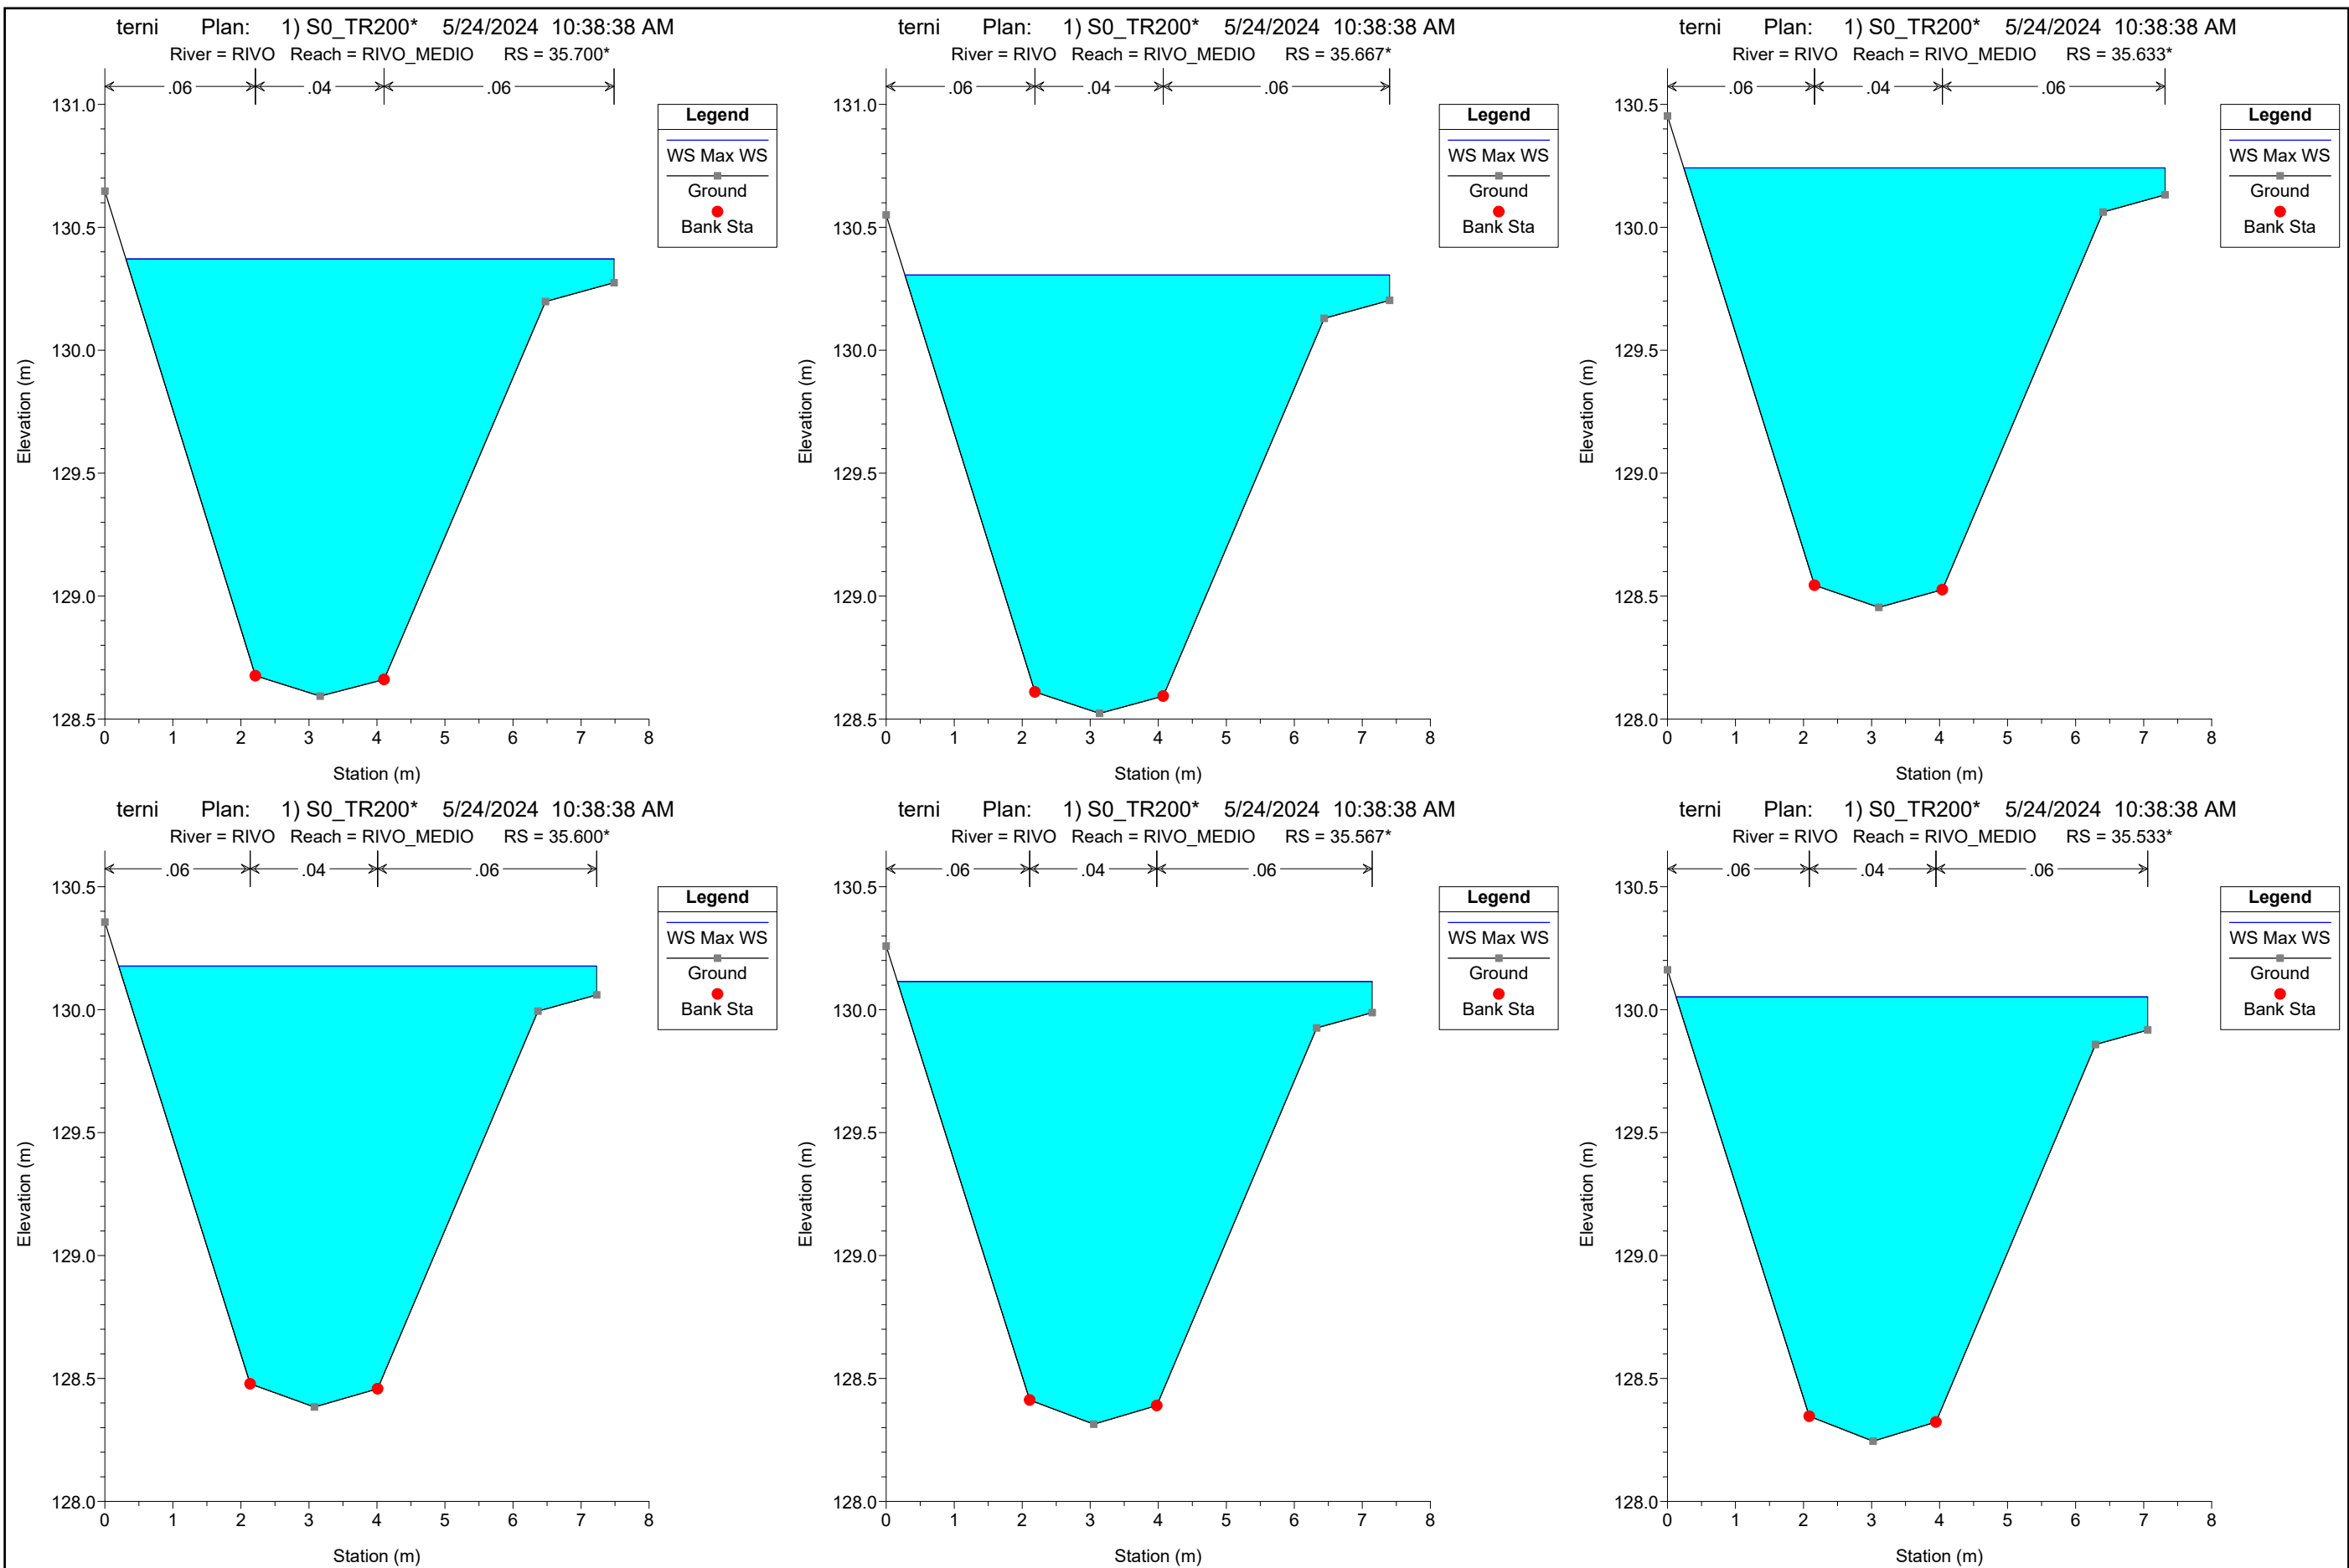 terni Plan: 1) S0_TR200* 5/24/2024 10:38:38 AM
River = RIVO Reach = RIVO_MEDIO RS = 35.700*
.06 .04 .06
131.0
130.5
130.0
129.5
129.0
128.5
Elevation (m)
0 1 2 3 4 5 6 7 8
Station (m)
Legend
WS Max WS
Ground
Bank Sta
terni Plan: 1) S0_TR200* 5/24/2024 10:38:38 AM
River = RIVO Reach = RIVO_MEDIO RS = 35.667*
.06 .04 .06
131.0
130.5
130.0
129.5
129.0
128.5
Elevation (m)
0 1 2 3 4 5 6 7 8
Station (m)
Legend
WS Max WS
Ground
Bank Sta
terni Plan: 1) S0_TR200* 5/24/2024 10:38:38 AM
River = RIVO Reach = RIVO_MEDIO RS = 35.633*
.06 .04 .06
130.5
130.0
129.5
129.0
128.5
128.0
Elevation (m)
0 1 2 3 4 5 6 7 8
Station (m)
Legend
WS Max WS
Ground
Bank Sta
terni Plan: 1) S0_TR200* 5/24/2024 10:38:38 AM
River = RIVO Reach = RIVO_MEDIO RS = 35.600*
.06 .04 .06
130.5
130.0
129.5
129.0
128.5
128.0
Elevation (m)
0 1 2 3 4 5 6 7 8
Station (m)
Legend
WS Max WS
Ground
Bank Sta
terni Plan: 1) S0_TR200* 5/24/2024 10:38:38 AM
River = RIVO Reach = RIVO_MEDIO RS = 35.567*
.06 .04 .06
130.5
130.0
129.5
129.0
128.5
128.0
Elevation (m)
0 1 2 3 4 5 6 7 8
Station (m)
Legend
WS Max WS
Ground
Bank Sta
terni Plan: 1) S0_TR200* 5/24/2024 10:38:38 AM
River = RIVO Reach = RIVO_MEDIO RS = 35.533*
.06 .04 .06
130.5
130.0
129.5
129.0
128.5
128.0
Elevation (m)
0 1 2 3 4 5 6 7 8
Station (m)
Legend
WS Max WS
Ground
Bank Sta